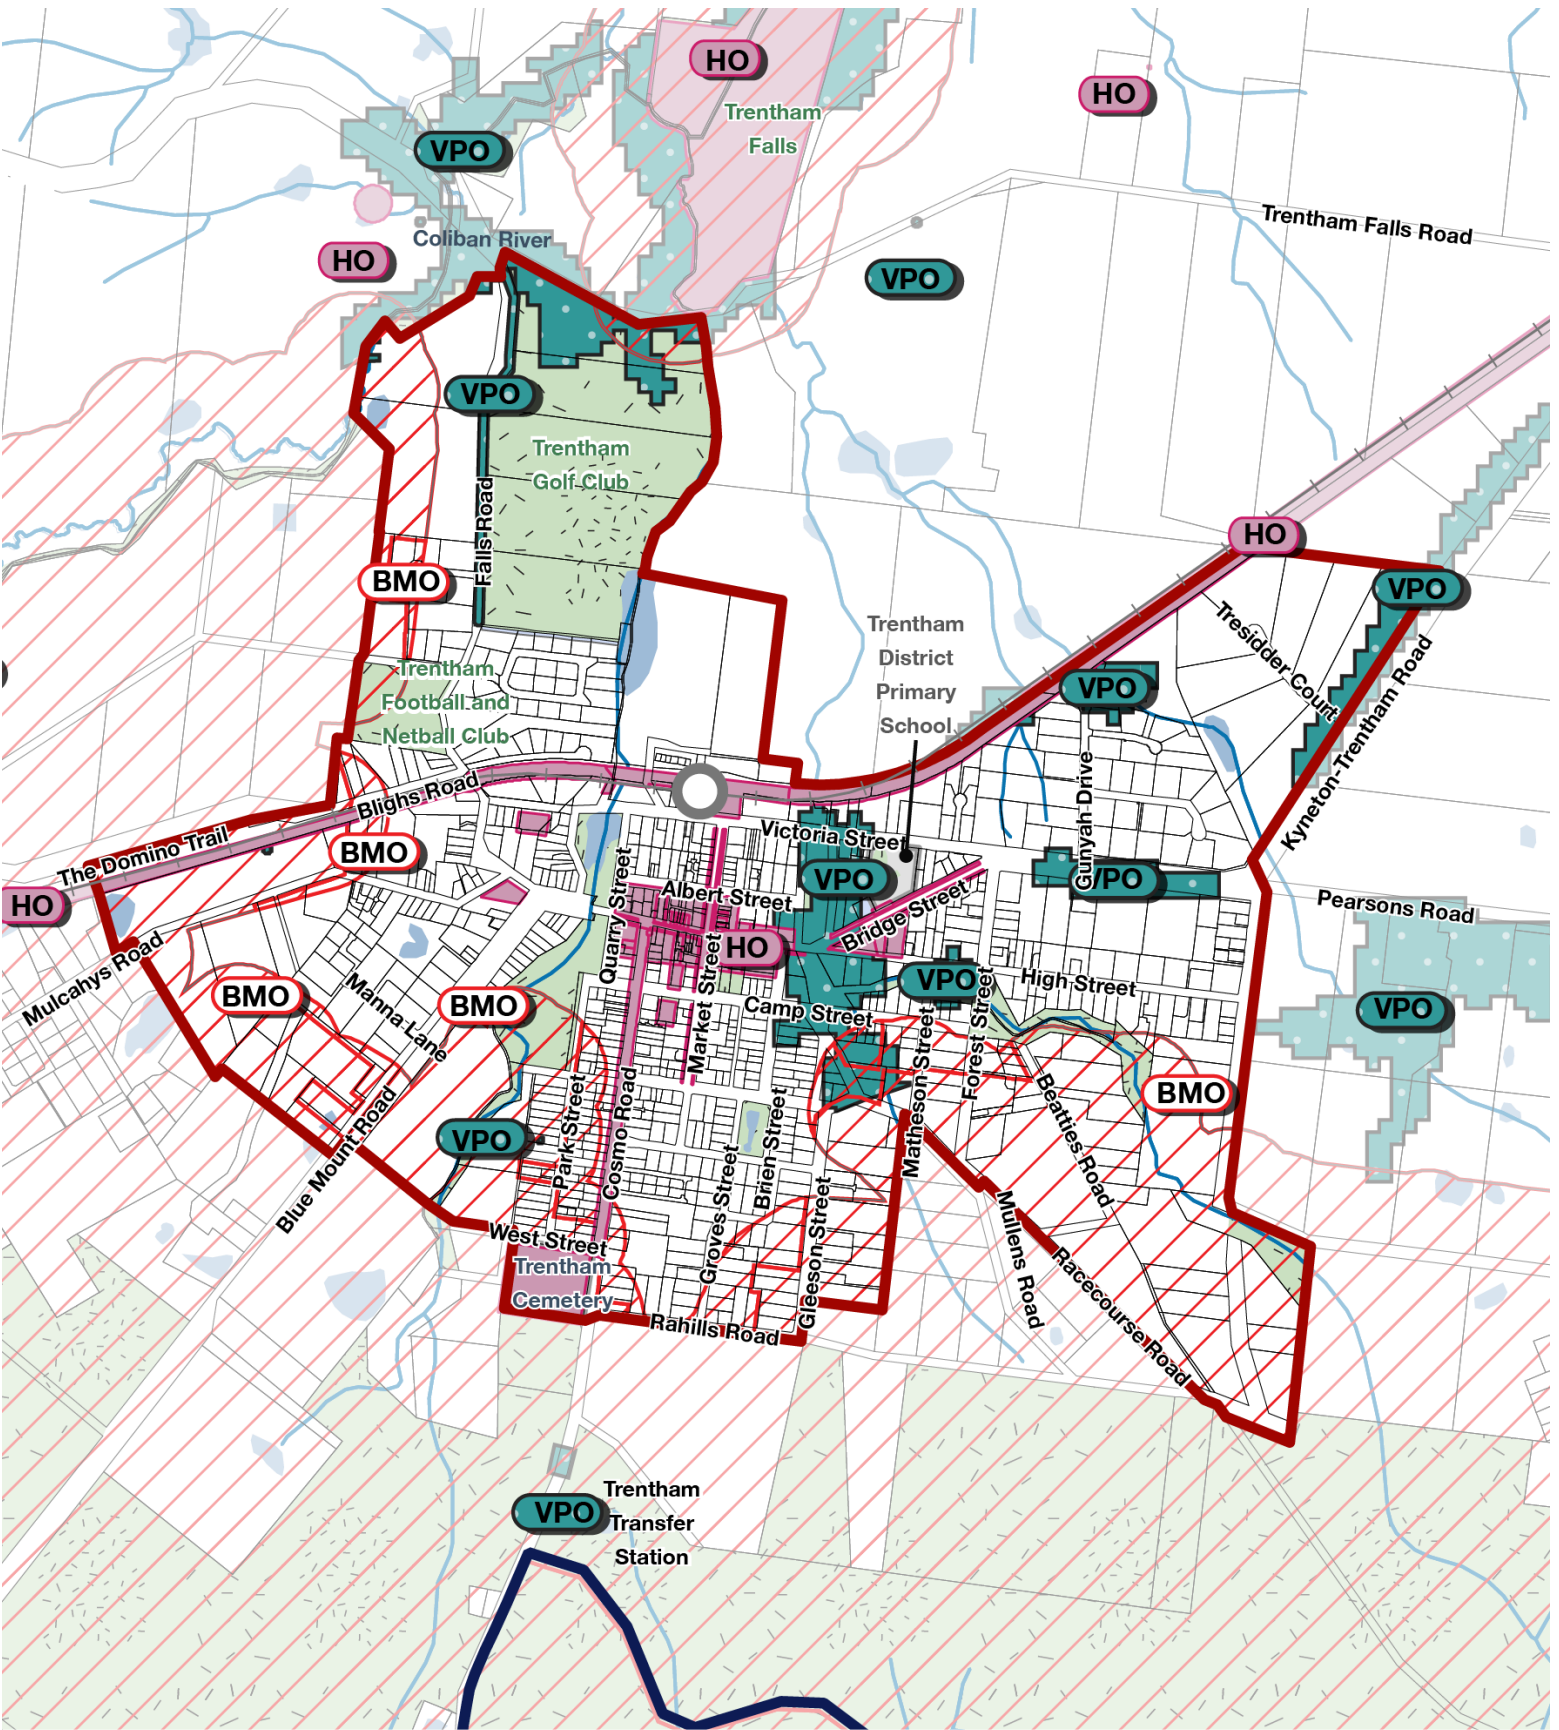 HO
HO
Trentham
Falls
VPO
Trentham Falls Road
Coliban River
HO
VPO
VPO
Trentham
Golf Club
Falls Road
HO
BMO
VPO
Trentham
District
Primary
School
Tresidder Court
Trentham
Football and
Netball Club
VPO
Kyneton-Trentham Road
Blighs Road
Gunyah Drive
The Domino Trail
BMO
Victoria Street
VPO
VPO
Albert Street
HO
Pearsons Road
Quarry Street
Bridge Street
HO
Mulcahys Road
BMO
Manna Lane
BMO
Market Street
VPO
High Street
Camp Street
VPO
Forest Street
Matheson Street
BMO
Beatties Road
Blue Mount Road
VPO
Park Street
Cosmo Road
Brien Street
Groves Street
Gleeson Street
Mullens Road
West Street
Trentham
Cemetery
Racecourse Road
Rahills Road
VPO
Trentham
Transfer
Station